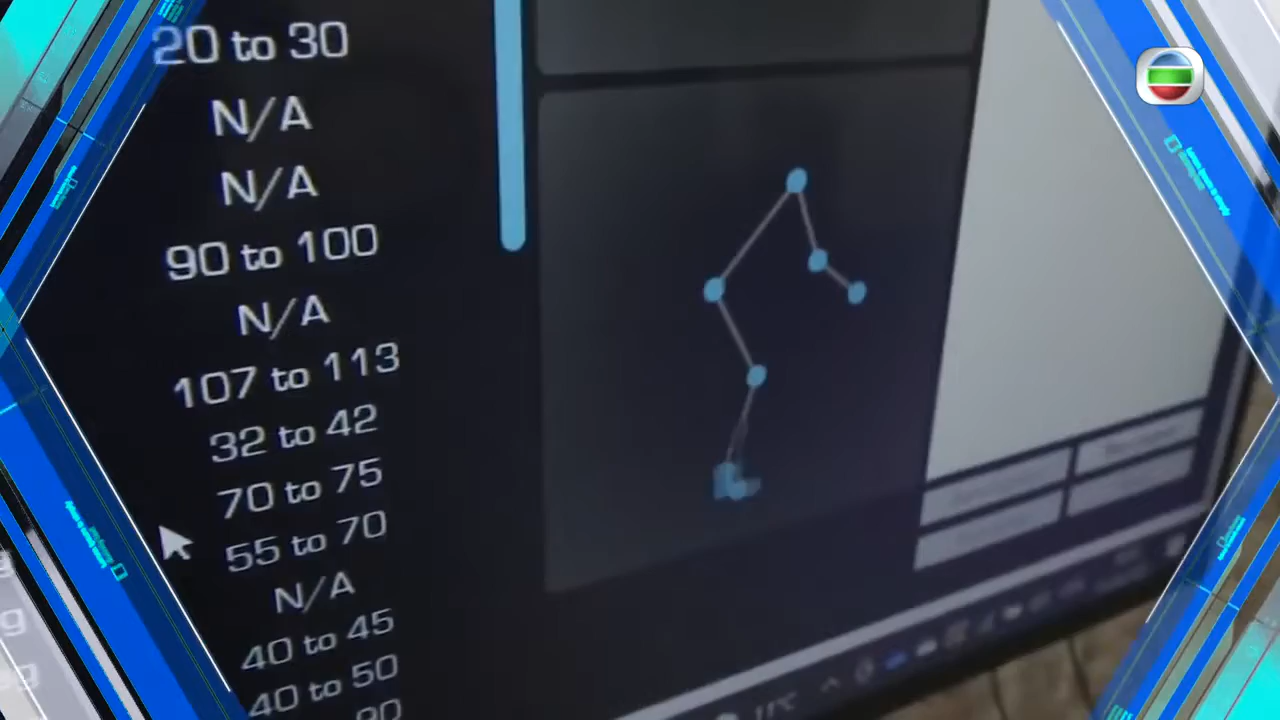 20 to 30
N/A
N/A
90 to 100
N/A
107 to 113
32 to 42
70 to 75
55 to 70
N/A
40 to 45
40 to 50
11°C